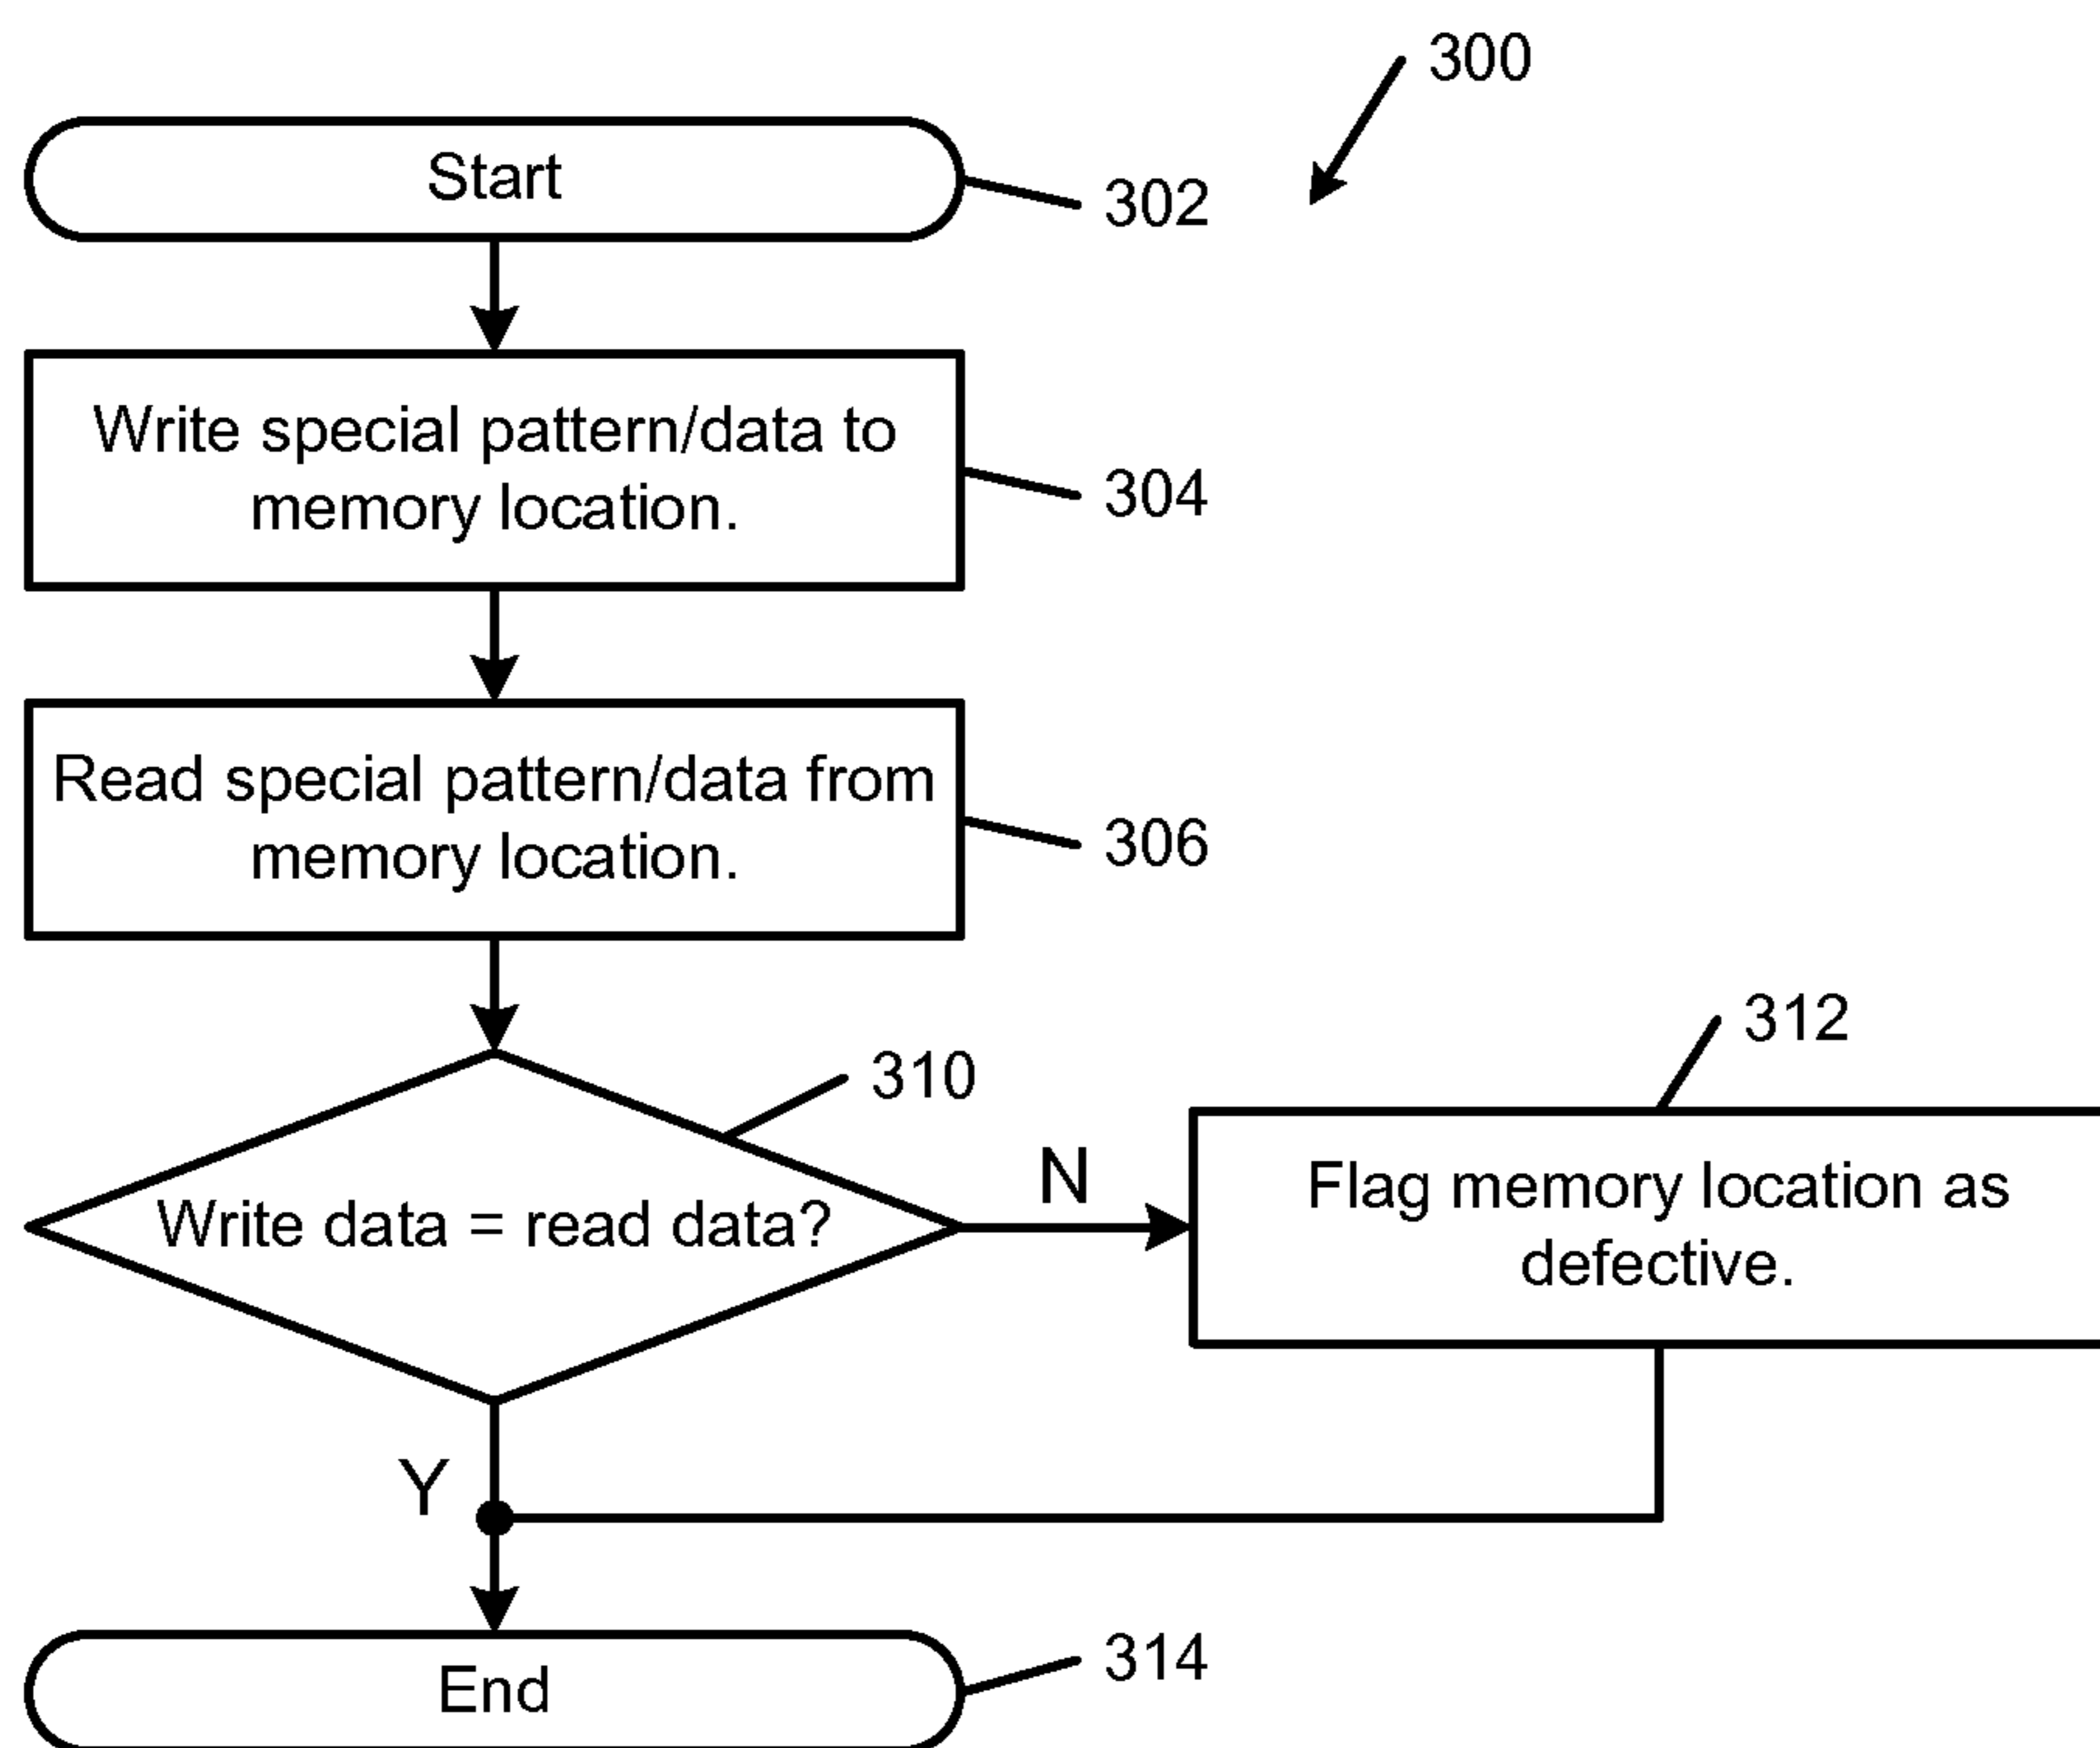 300
Start
302
Write special pattern/data to
memory location.
304
Read special pattern/data from
memory location.
306
312
310
N
Write data = read data?
Flag memory location as
defective.
Y
End
314